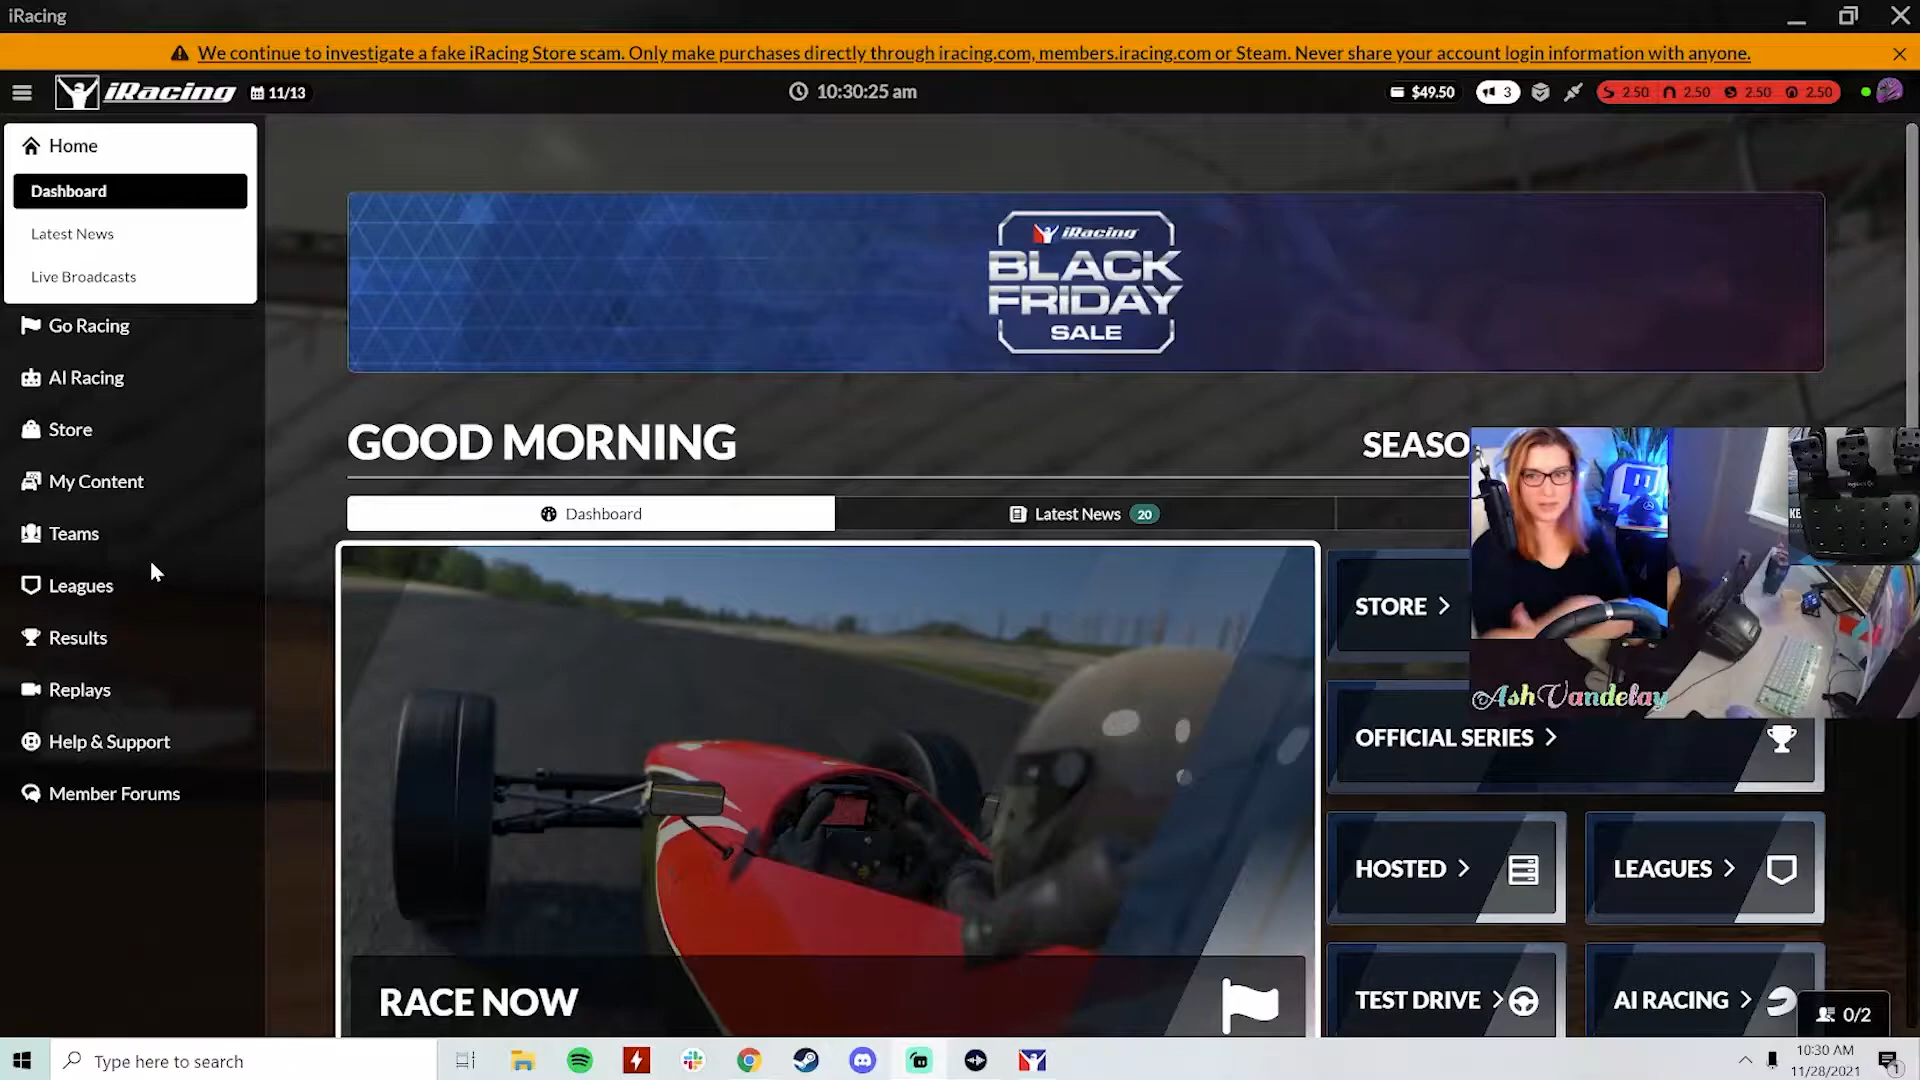 iRacing
We continue to investigate a fake iRacing Store scam. Only make purchases directly through iracing.com, members.iracing.com or Steam. Never share your account login information with anyone.
iRacing 11/13
10:30:25 am
$49.50 3 2.50 2.50 2.50 2.50
Home
Dashboard
Latest News
Live Broadcasts
Go Racing
AI Racing
Store
My Content
Teams
Leagues
Results
Replays
Help & Support
Member Forums
iRacing
BLACK
FRIDAY
SALE
GOOD MORNING
SEASO
Dashboard
Latest News 20
RACE NOW
STORE
AshVandelay
OFFICIAL SERIES
HOSTED
LEAGUES
TEST DRIVE
AI RACING
0/2
Type here to search
10:30 AM
11/28/2021
1